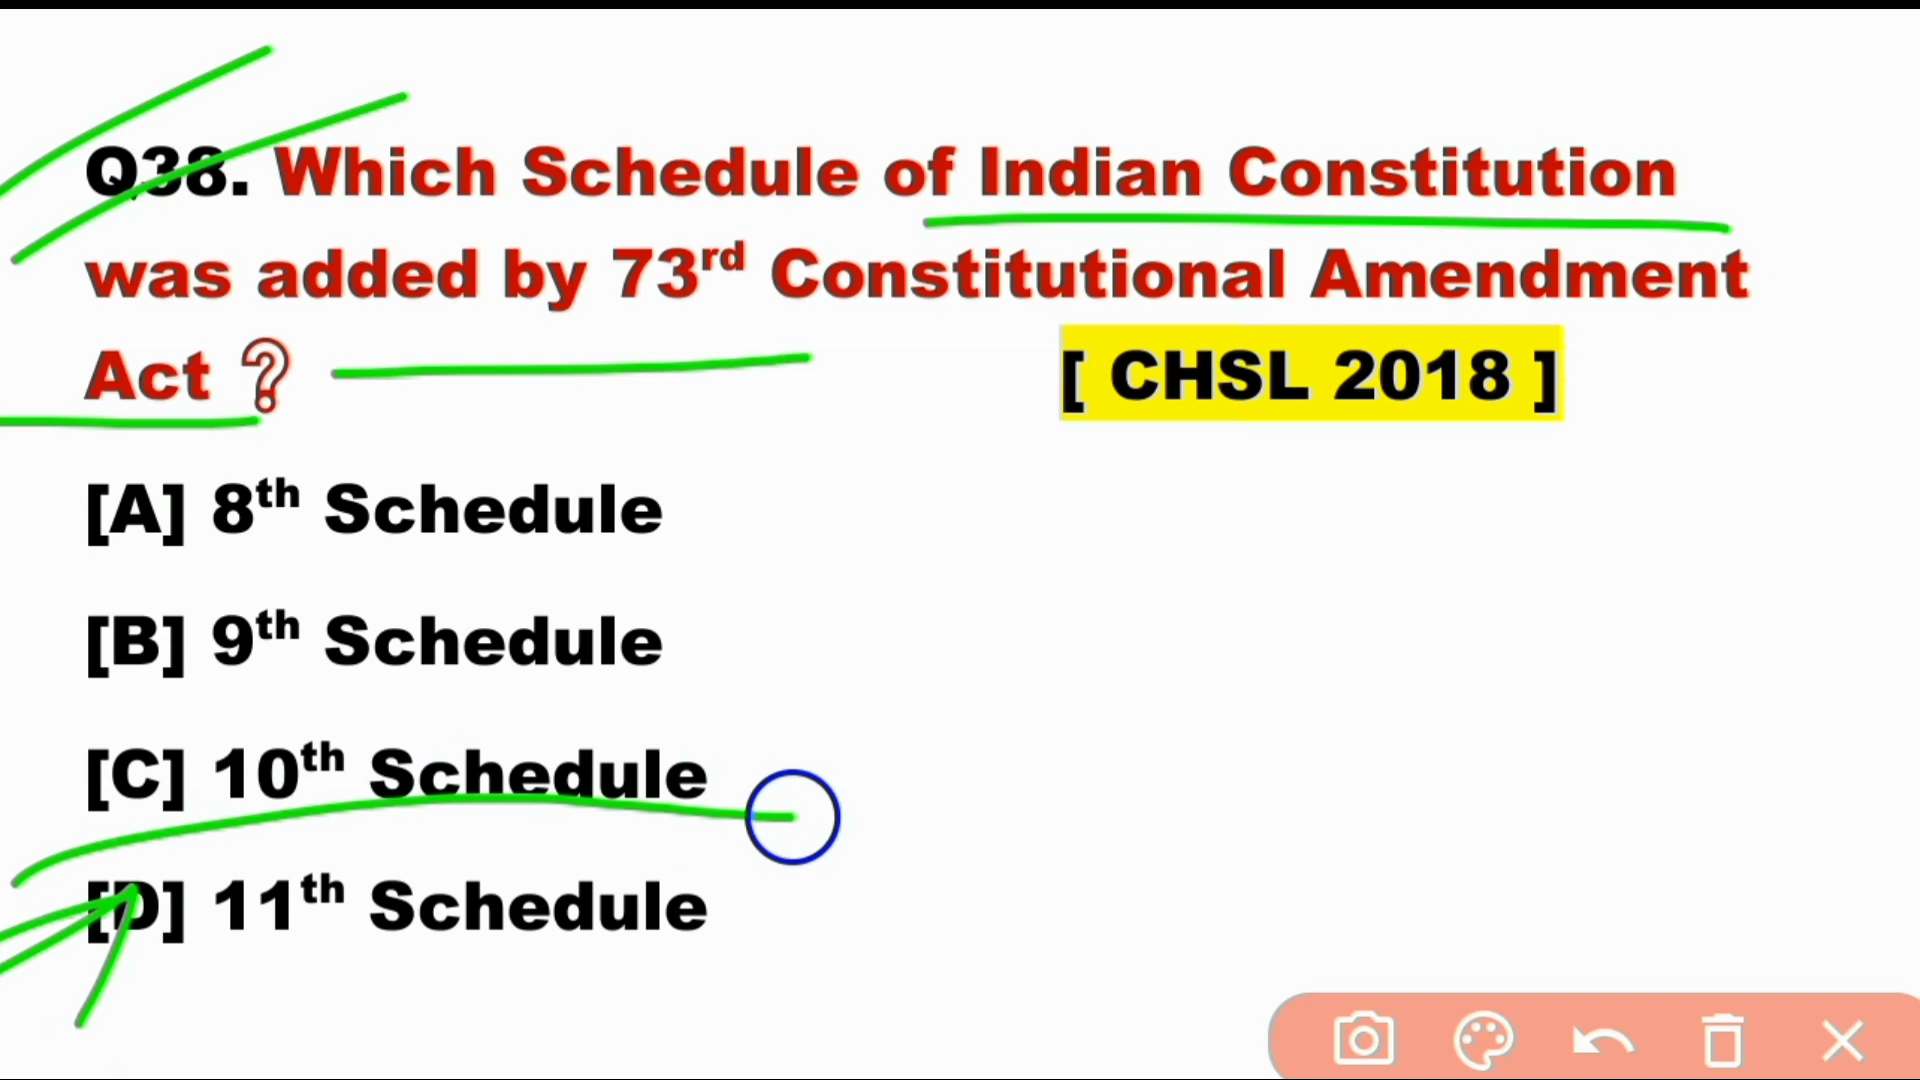 Q38. Which Schedule of Indian Constitution
was added by 73rd Constitutional Amendment
Act ? [ CHSL 2018 ]
[A] 8th Schedule
[B] 9th Schedule
[C] 10th Schedule
[D] 11th Schedule